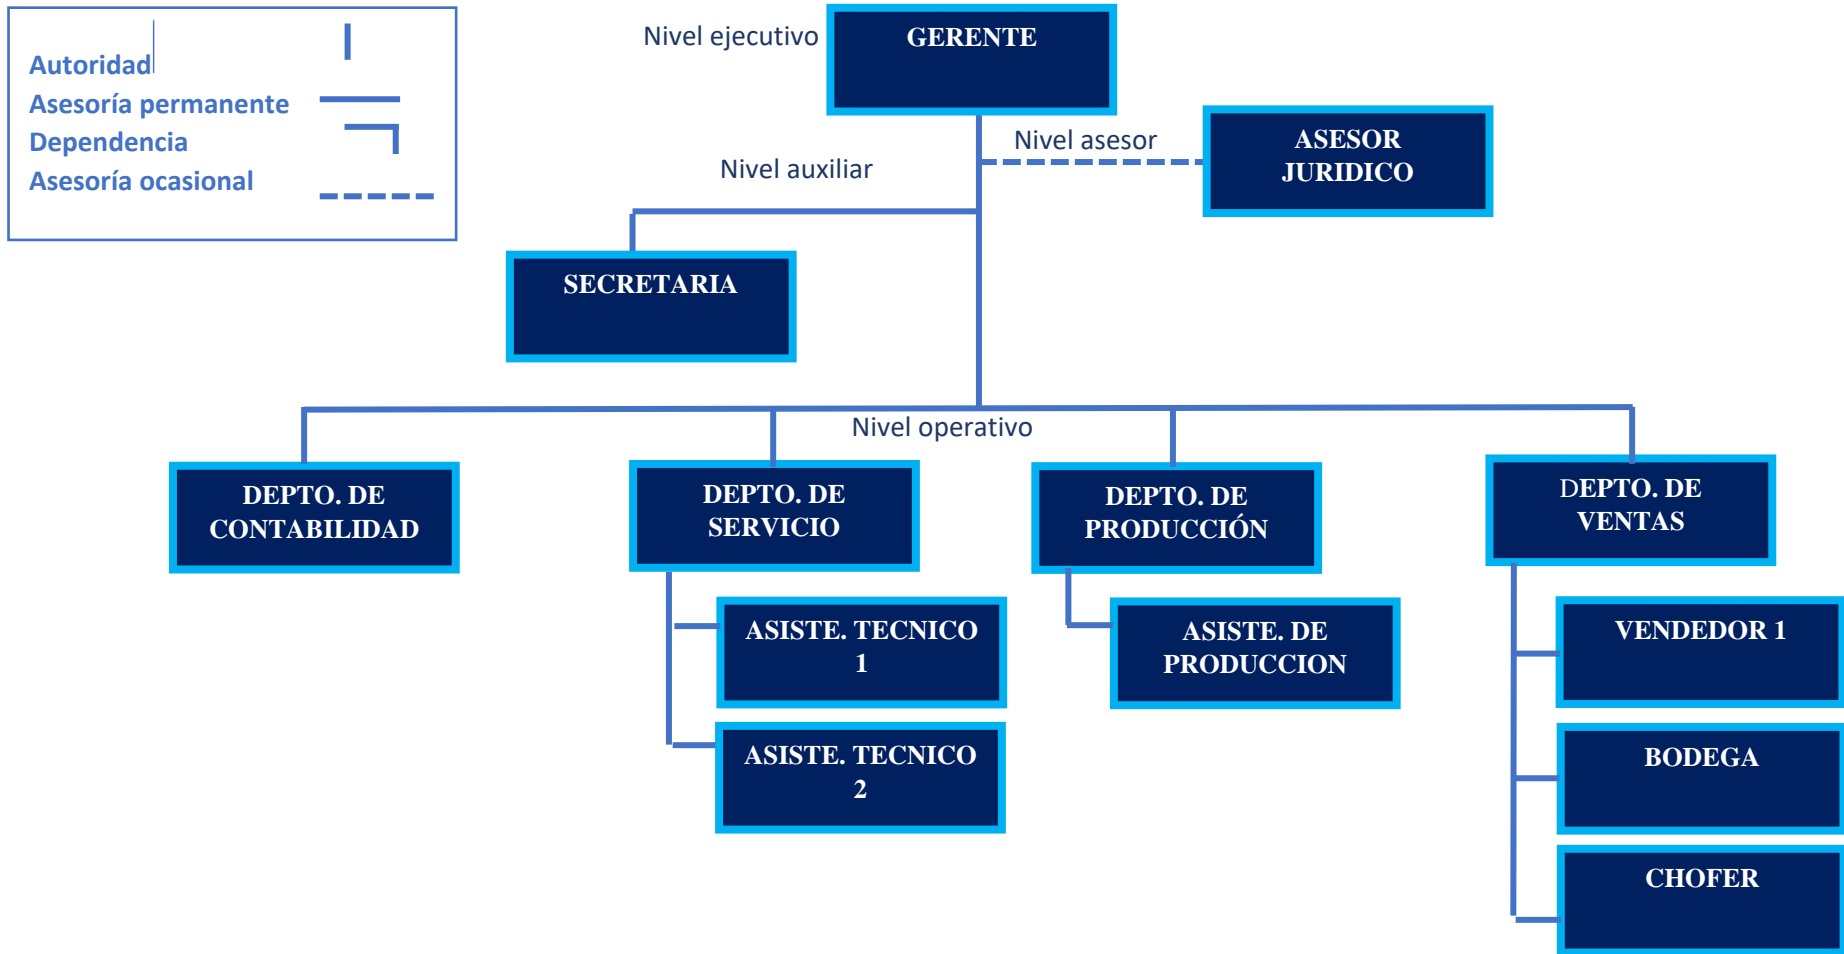 Autoridad
Asesoría permanente
Dependencia
Asesoría ocasional
Nivel ejecutivo
GERENTE
Nivel asesor
ASESOR
JURIDICO
Nivel auxiliar
SECRETARIA
Nivel operativo
DEPTO. DE
CONTABILIDAD
DEPTO. DE
SERVICIO
DEPTO. DE
PRODUCCIÓN
DEPTO. DE
VENTAS
ASISTE. TECNICO
1
ASISTE. TECNICO
2
ASISTE. DE
PRODUCCION
VENDEDOR 1
BODEGA
CHOFER